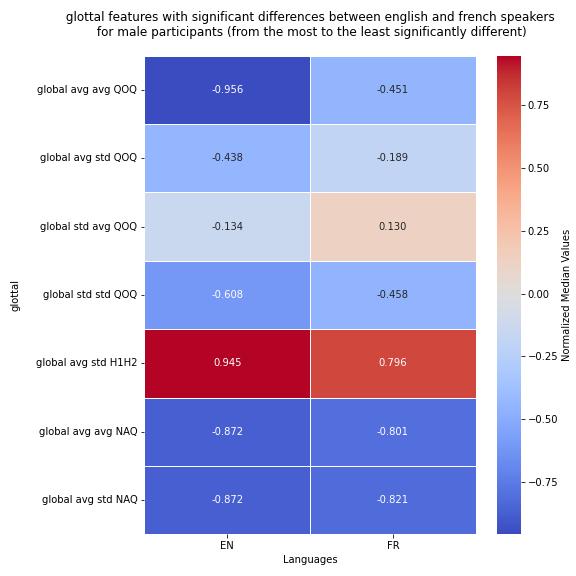 glottal features with significant differences between english and french speakers
for male participants (from the most to the least significantly different)
global avg avg QOQ
-0.956
-0.451
global avg std QOQ
-0.438
-0.189
global std avg QOQ
-0.134
0.130
global std std QOQ
-0.608
-0.458
global avg std H1H2
0.945
0.796
global avg avg NAQ
-0.872
-0.801
global avg std NAQ
-0.872
-0.821
glottal
EN
FR
Languages
0.75
0.50
0.25
0.00
−0.25
−0.50
−0.75
Normalized Median Values